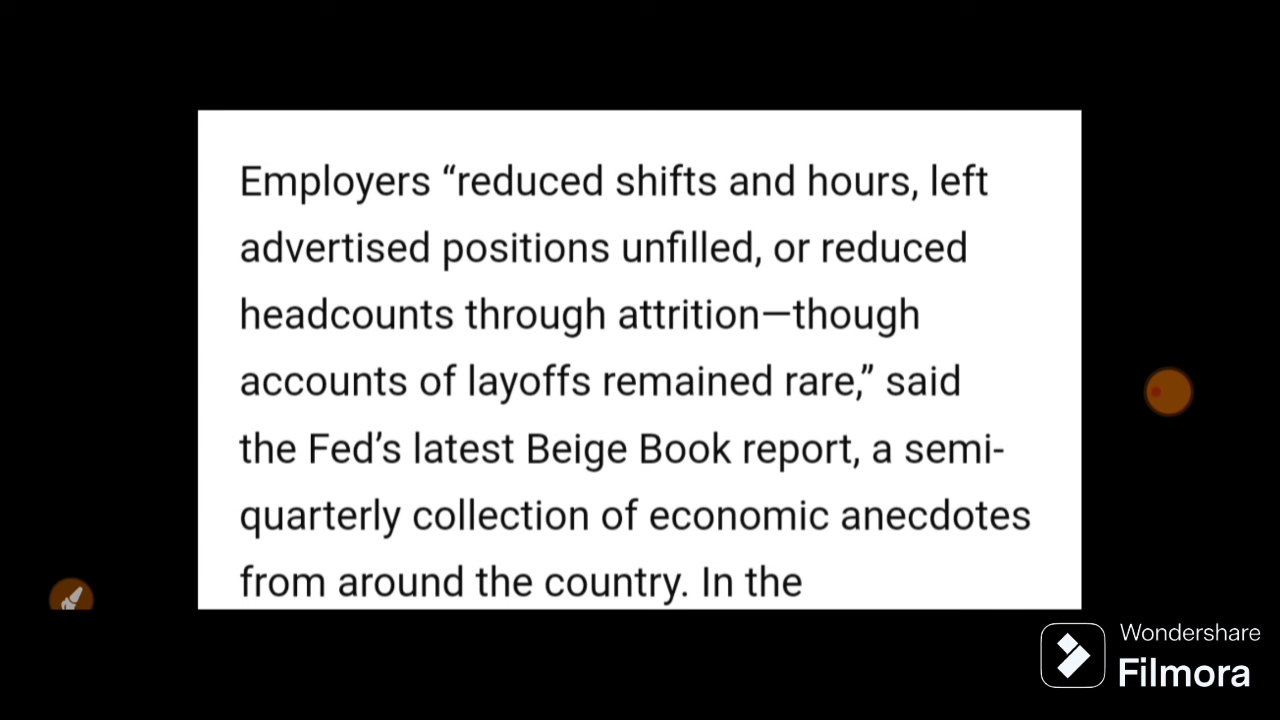 Employers “reduced shifts and hours, left
advertised positions unfilled, or reduced
headcounts through attrition—though
accounts of layoffs remained rare,” said
the Fed’s latest Beige Book report, a semi-
quarterly collection of economic anecdotes
from around the country. In the
Wondershare
Filmora